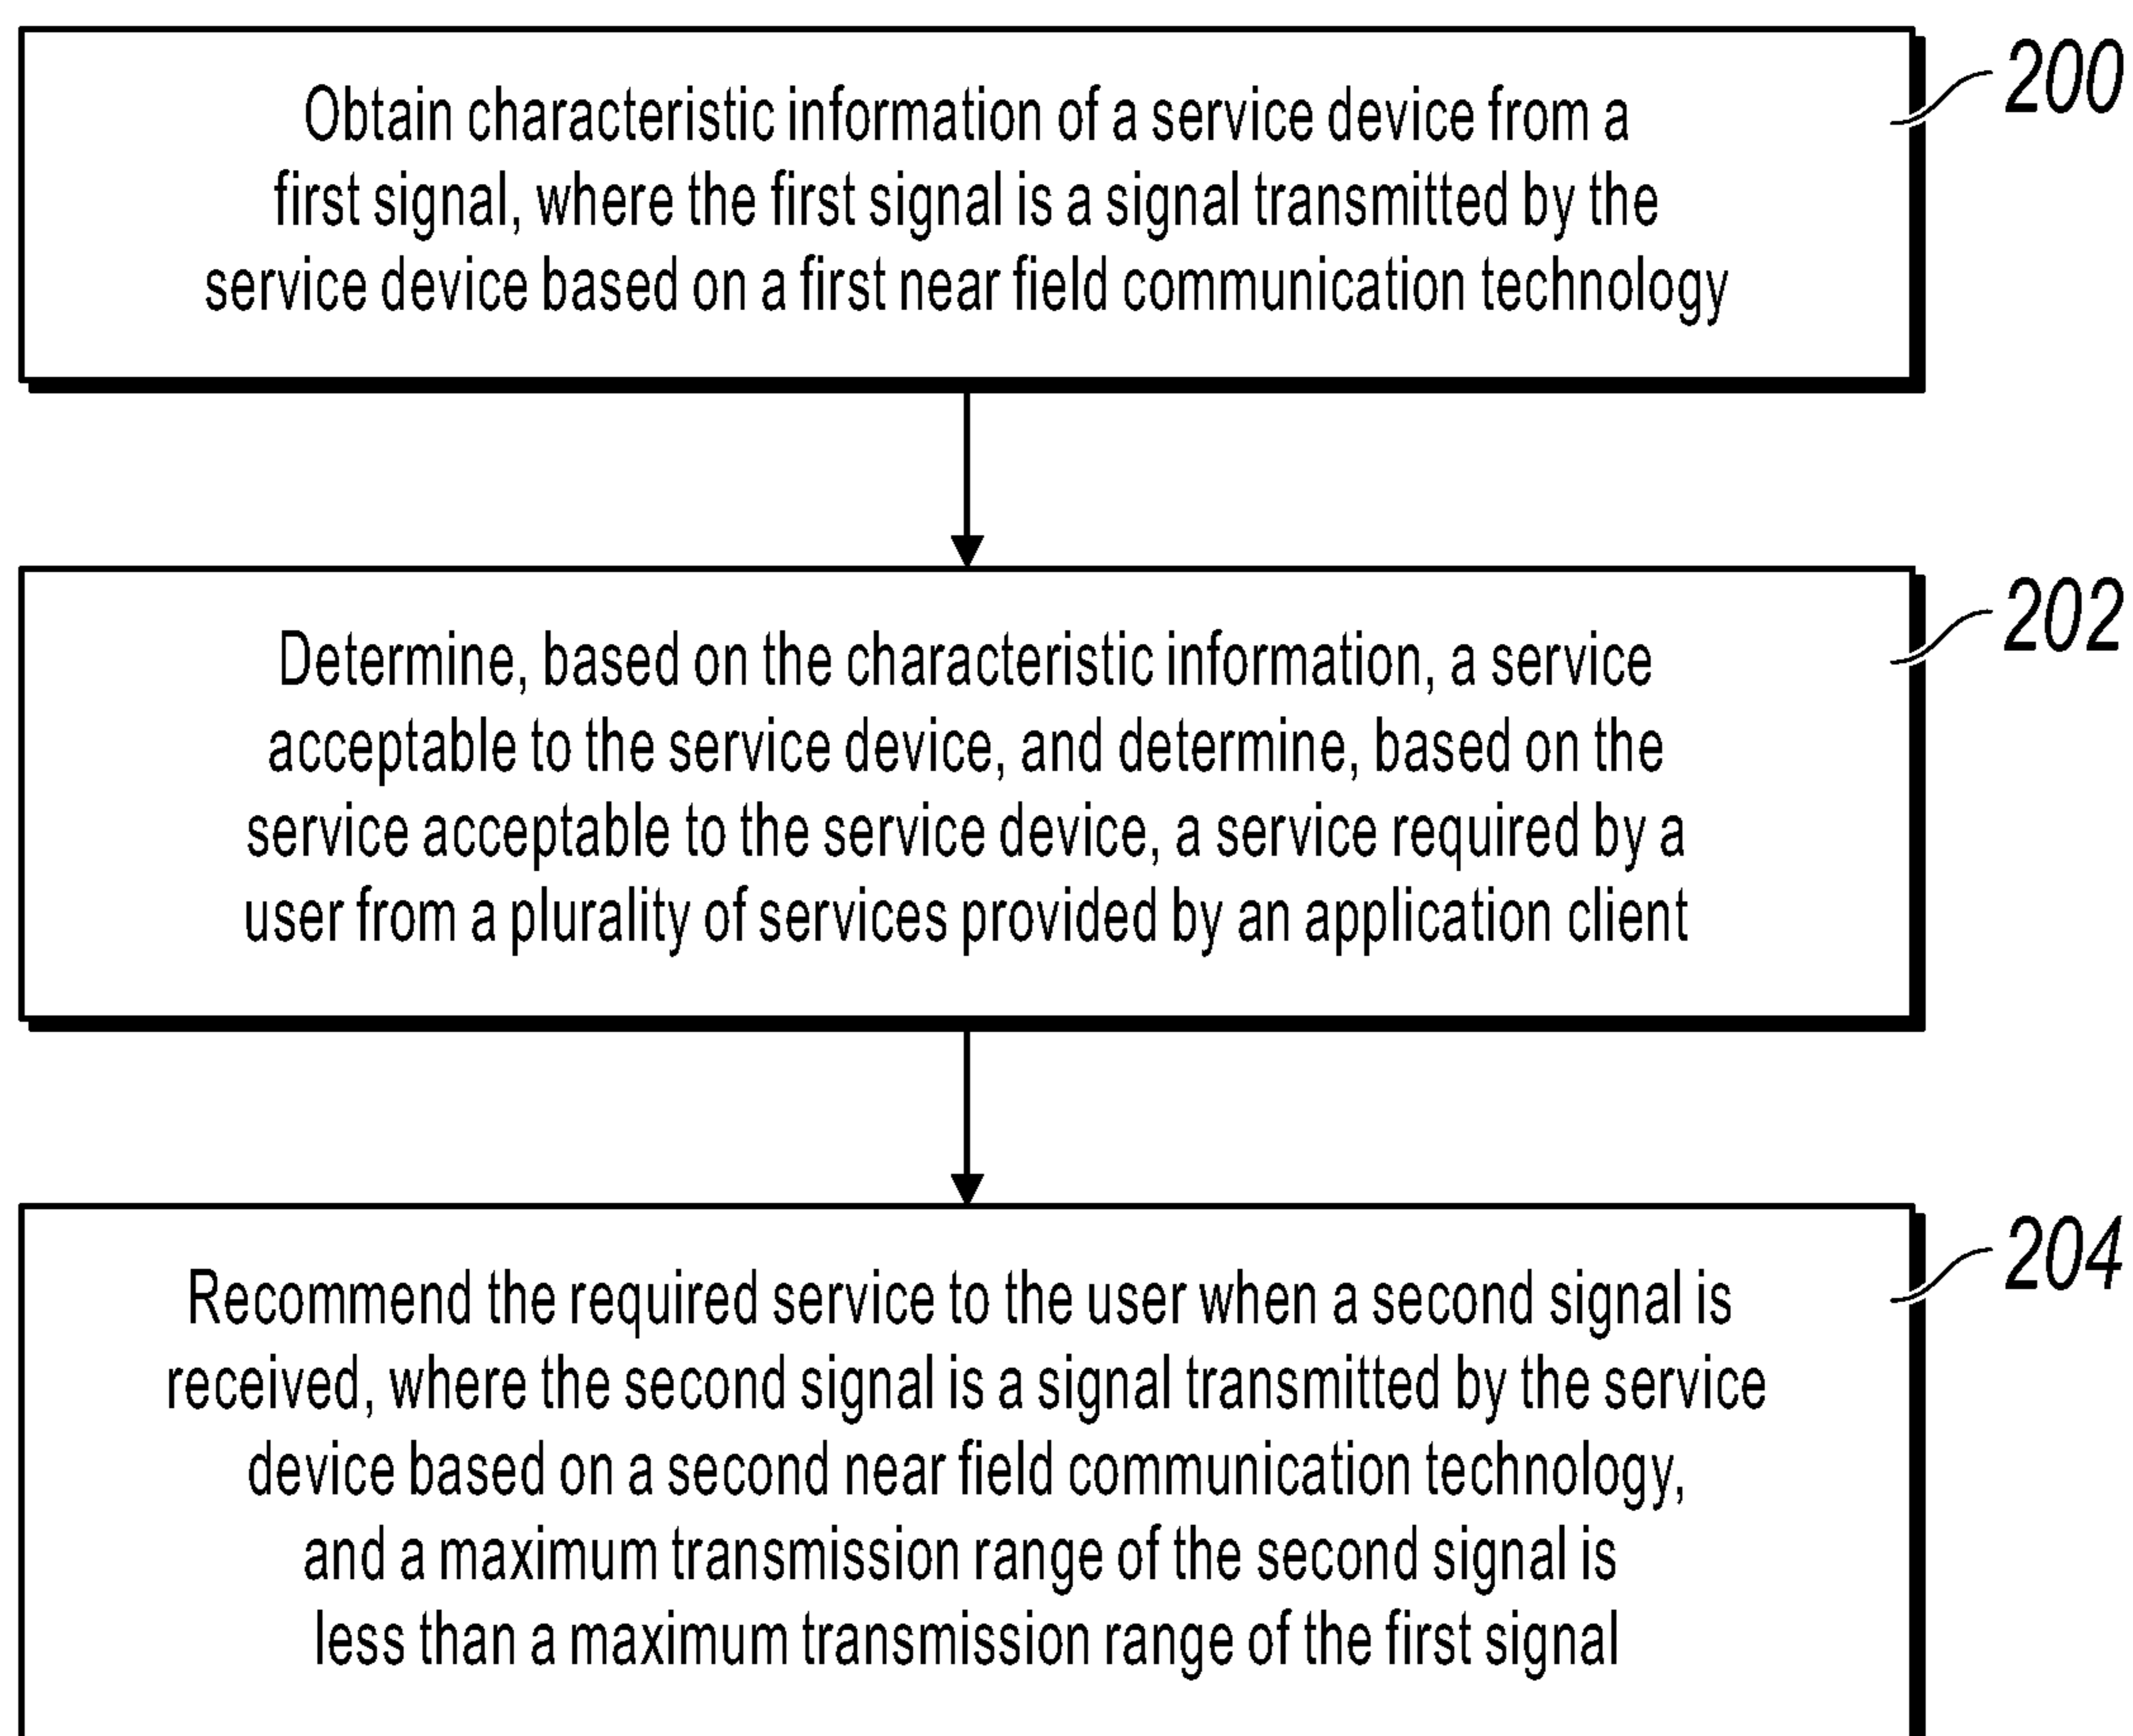 Obtain characteristic information of a service device from a
first signal, where the first signal is a signal transmitted by the
service device based on a first near field communication technology
200
Determine, based on the characteristic information, a service
acceptable to the service device, and determine, based on the
service acceptable to the service device, a service required by a
user from a plurality of services provided by an application client
202
Recommend the required service to the user when a second signal is
received, where the second signal is a signal transmitted by the service
device based on a second near field communication technology,
and a maximum transmission range of the second signal is
less than a maximum transmission range of the first signal
204